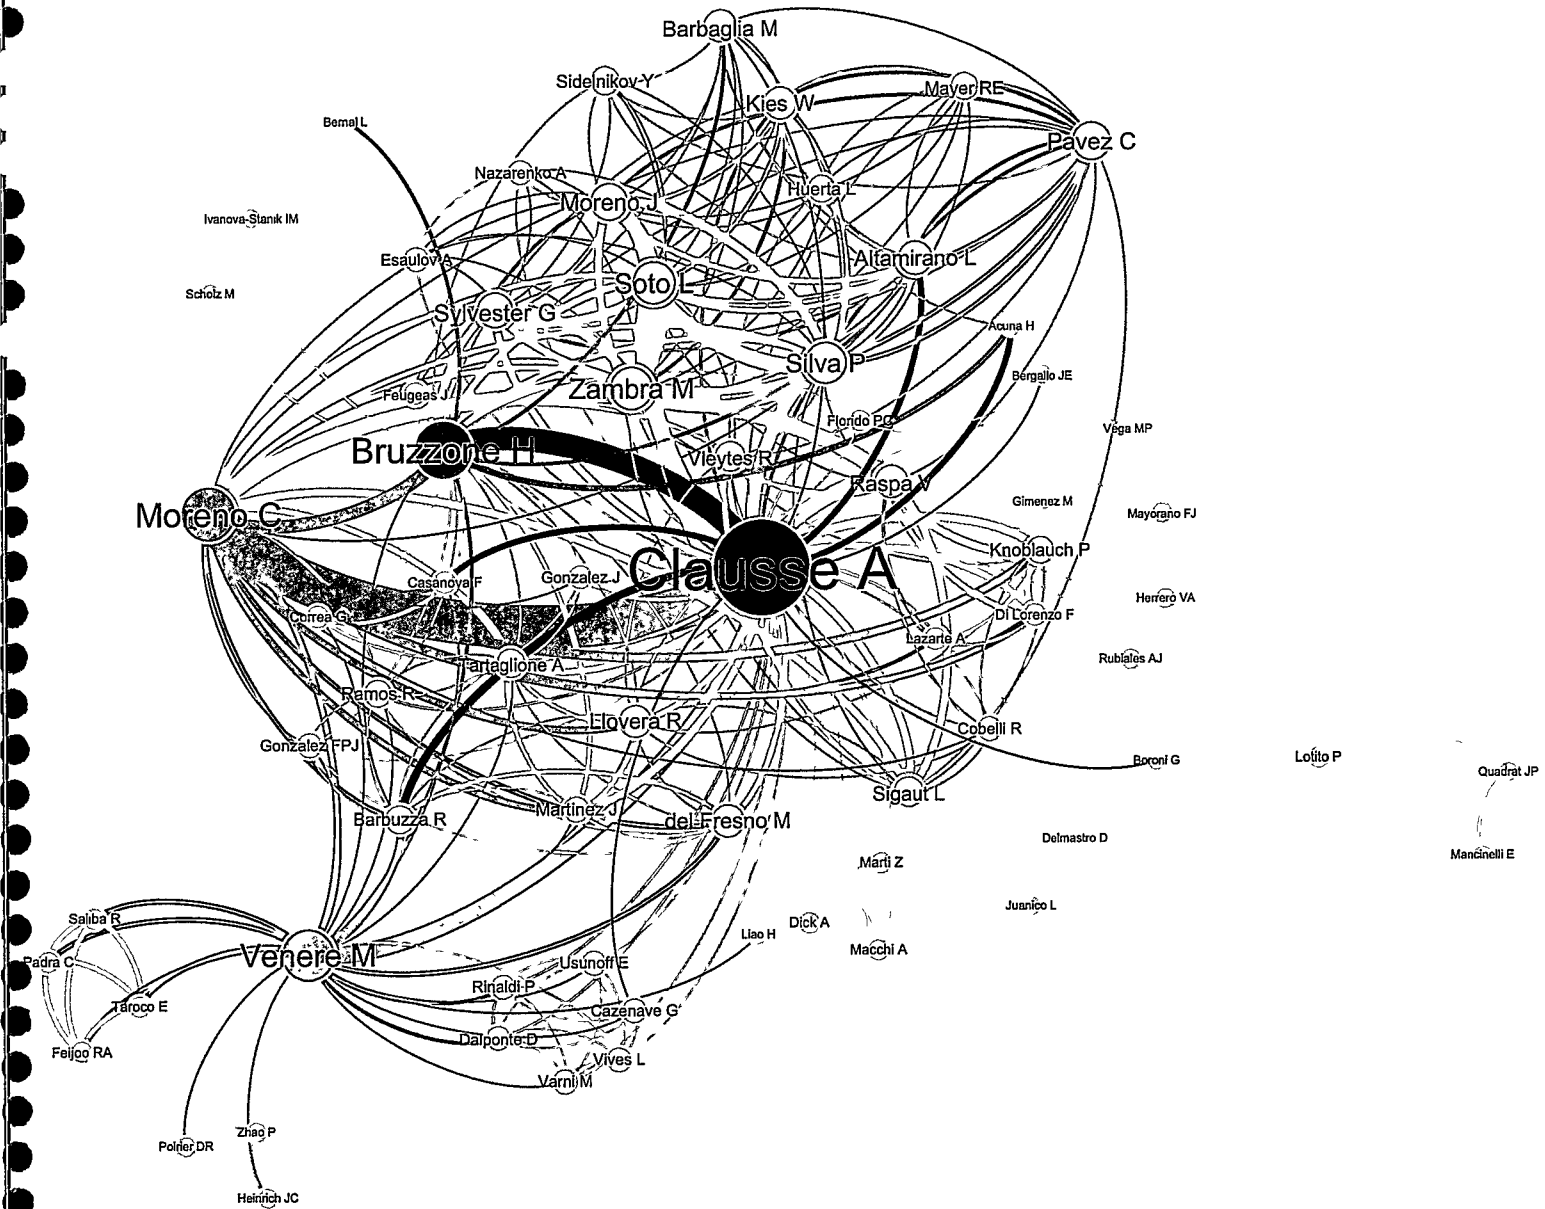 Barbaglia M
Sidelnikov Y
Kies W
Mayer RE
Bernal L
Pavez C
Nazarenko A
Huerta L
Moreno J
Ivanova-Stanik IM
Esaulov A
Altamirano L
Soto L
Scholz M
Sylvester G
Acuna H
Silva P
Bergallo JE
Zambra M
Feugeas J
Florido PC
Vega MP
Bruzzone H
Vieytes R
Raspa V
Gimenez M
Mayorano FJ
Moreno C
Knoblauch P
Clausse A
Casanova F
Gonzalez J
Herrero VA
Correa G
Di Lorenzo F
Lazarte A
Tartaglione A
Rubiales AJ
Ramos R
Llovera R
Cobelli R
Gonzalez FPJ
Boroni G
Lotito P
Quadrat JP
Sigaut L
Martinez J
Barbuzza R
del Fresno M
Delmastro D
Mancinelli E
Marti Z
Juanico L
Saliba R
Dick A
Liao H
Macchi A
Venere M
Padra C
Usunoff E
Rinaldi P
Taroco E
Cazenave G
Dalponte D
Feijoo RA
Vives L
Varni M
Zhao P
Poirier DR
Heinrich JC